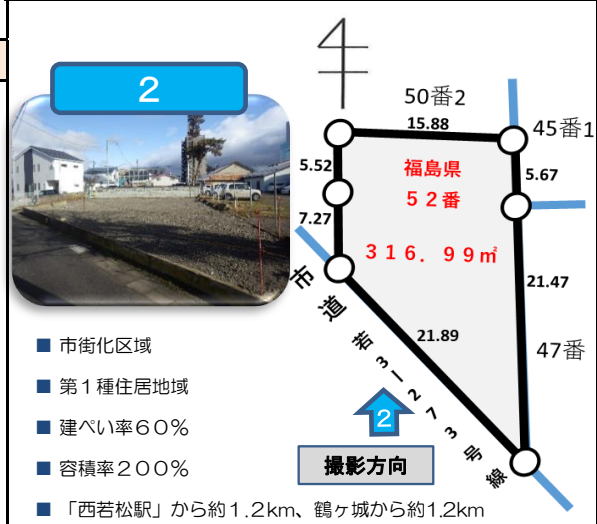 2
50番2
15.88
45番1
5.52
福島県
5.67
52番
7.27
316.99㎡
21.47
市道若3-273号線
21.89
47番
2
撮影方向
■ 市街化区域
■ 第1種住居地域
■ 建ぺい率60%
■ 容積率200%
■ 「西若松駅」から約1.2km、鶴ヶ城から約1.2km